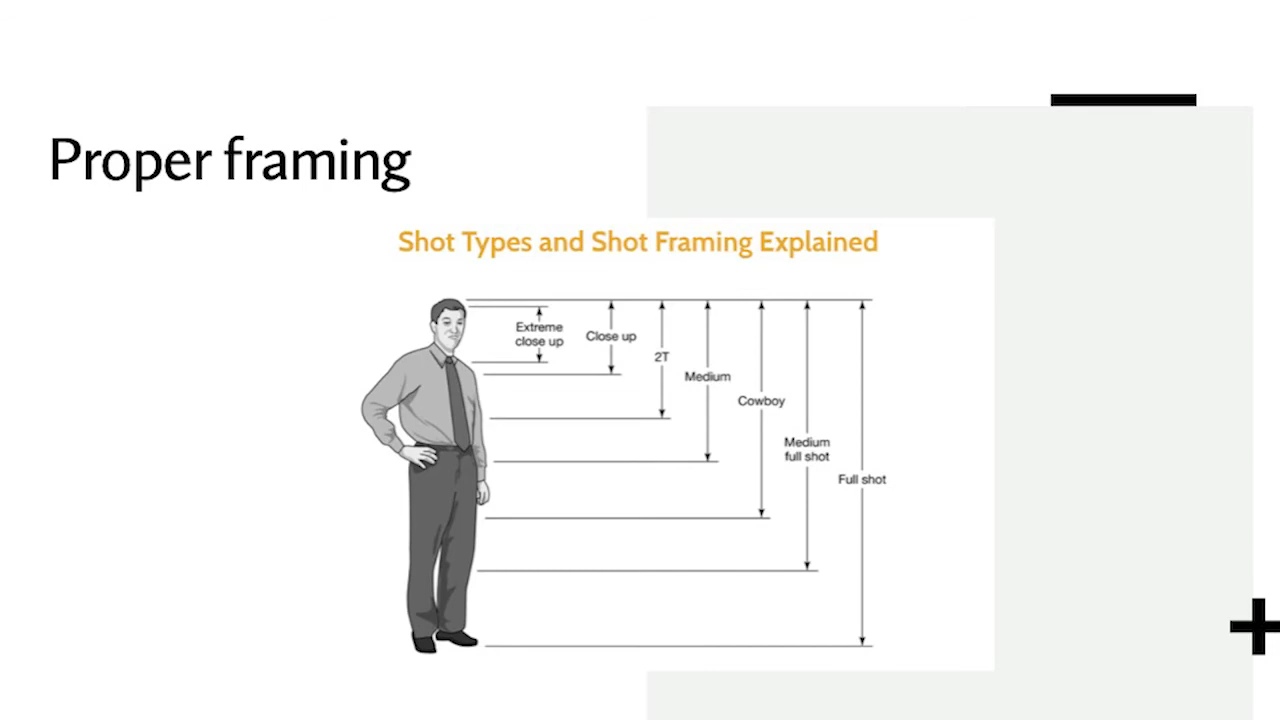 Proper framing
Shot Types and Shot Framing Explained
Extreme
close up
Close up
2T
Medium
Cowboy
Medium
full shot
Full shot